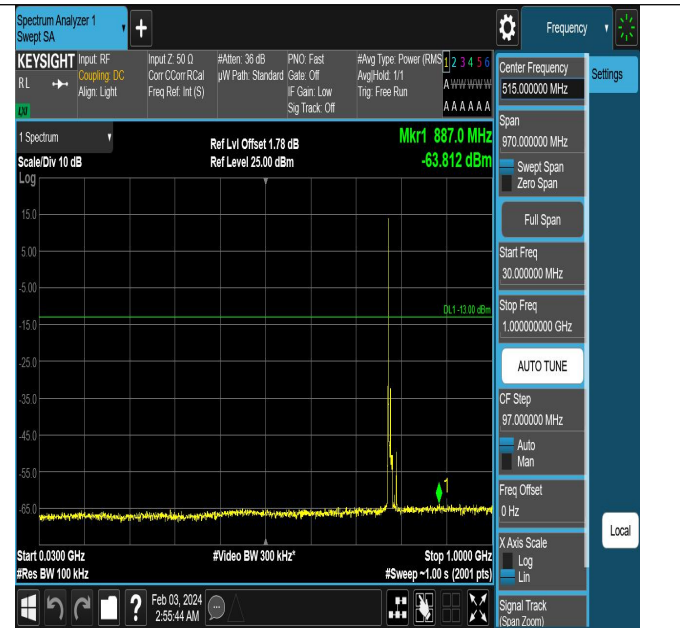 Spectrum Analyzer 1
Swept SA
+
Frequency
KEYSIGHT
RL
LXI
Input: RF
Coupling: DC
Align: Light
Input Z: 50 Ω
Corr CCorr RCal
Freq Ref: Int (S)
#Atten: 36 dB
µW Path: Standard
PNO: Fast
Gate: Off
IF Gain: Low
Sig Track: Off
#Avg Type: Power (RMS
Avg|Hold: 1/1
Trig: Free Run
1 2 3 4 5 6
A W W W W W
A A A A A A
1 Spectrum
Scale/Div 10 dB
Log
Ref Lvl Offset 1.78 dB
Ref Level 25.00 dBm
Mkr1 887.0 MHz
-63.812 dBm
15.0
5.00
-5.00
-15.0
-25.0
-35.0
-45.0
-55.0
-65.0
DL1 -13.00 dBm
1
Start 0.0300 GHz
#Res BW 100 kHz
#Video BW 300 kHz*
Stop 1.0000 GHz
#Sweep ~1.00 s (2001 pts)
Center Frequency
515.000000 MHz
Span
970.000000 MHz
Swept Span
Zero Span
Full Span
Start Freq
30.000000 MHz
Stop Freq
1.000000000 GHz
AUTO TUNE
CF Step
97.000000 MHz
Auto
Man
Freq Offset
0 Hz
X Axis Scale
Log
Lin
Signal Track
(Span Zoom)
Settings
Local
?
Feb 03, 2024
2:55:44 AM